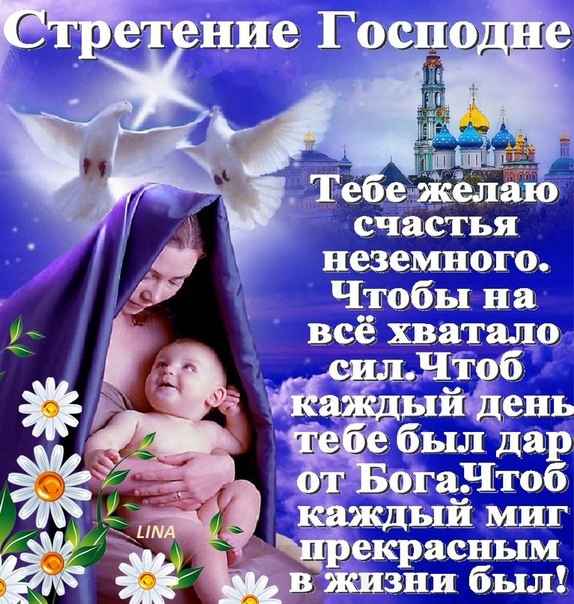 Стретение Господне
Тебе желаю
счастья
неземного.
Чтобы на
всё хватало
сил.Чтоб
каждый день
тебе был дар
от Бога.Чтоб
каждый миг
прекрасным
в жизни был!
LINA